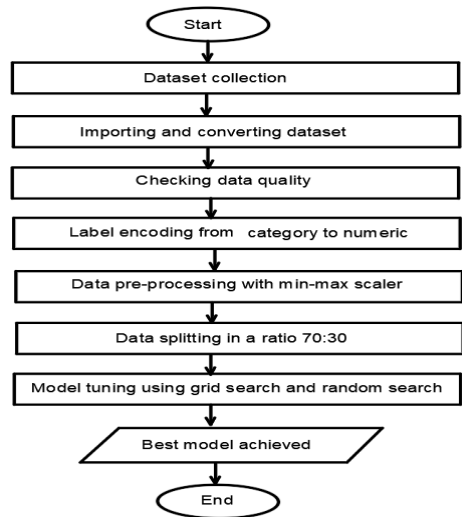 Start
Dataset collection
Importing and converting dataset
Checking data quality
Label encoding from category to numeric
Data pre-processing with min-max scaler
Data splitting in a ratio 70:30
Model tuning using grid search and random search
Best model achieved
End